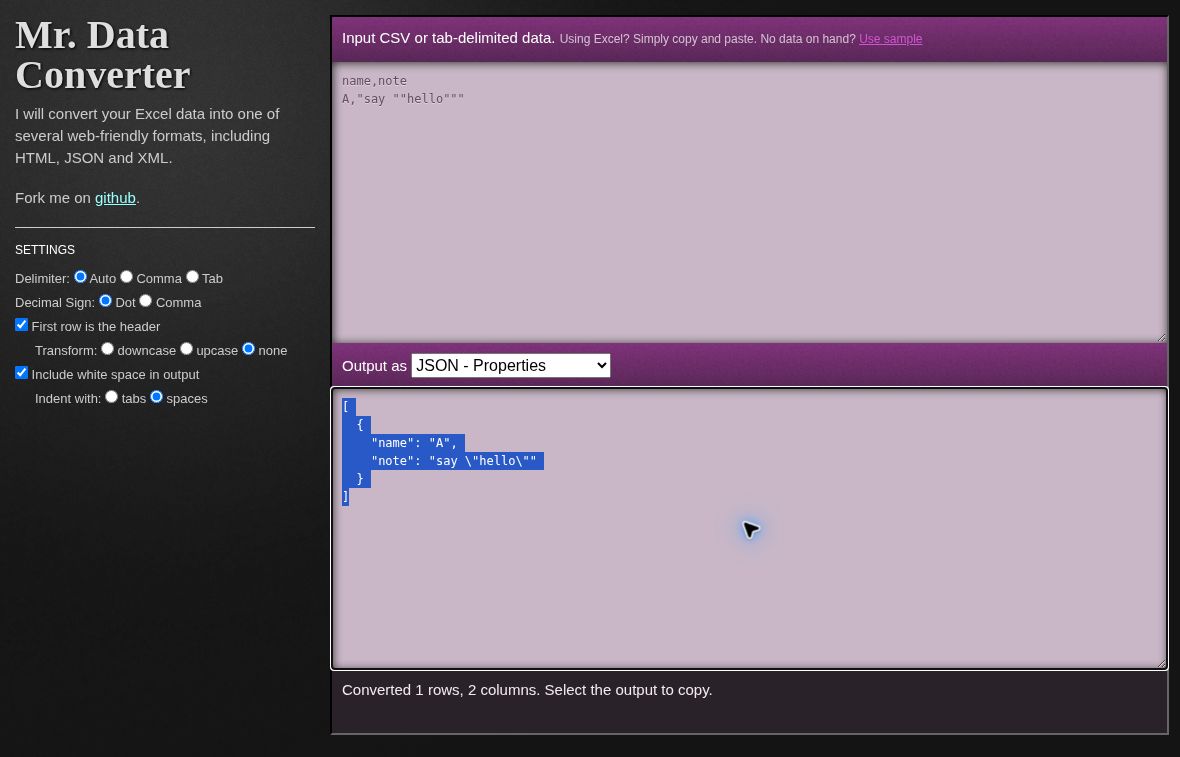 Mr. Data
Converter
I will convert your Excel data into one of
several web-friendly formats, including
HTML, JSON and XML.
Fork me on github.
SETTINGS
Delimiter: Auto Comma Tab
Decimal Sign: Dot Comma
First row is the header
Transform: downcase upcase none
Include white space in output
Indent with: tabs spaces
Input CSV or tab-delimited data. Using Excel? Simply copy and paste. No data on hand? Use sample
name,note
A,"say ""hello"""
Output as JSON - Properties
[
  {
    "name": "A",
    "note": "say \"hello\""
  }
]
Converted 1 rows, 2 columns. Select the output to copy.